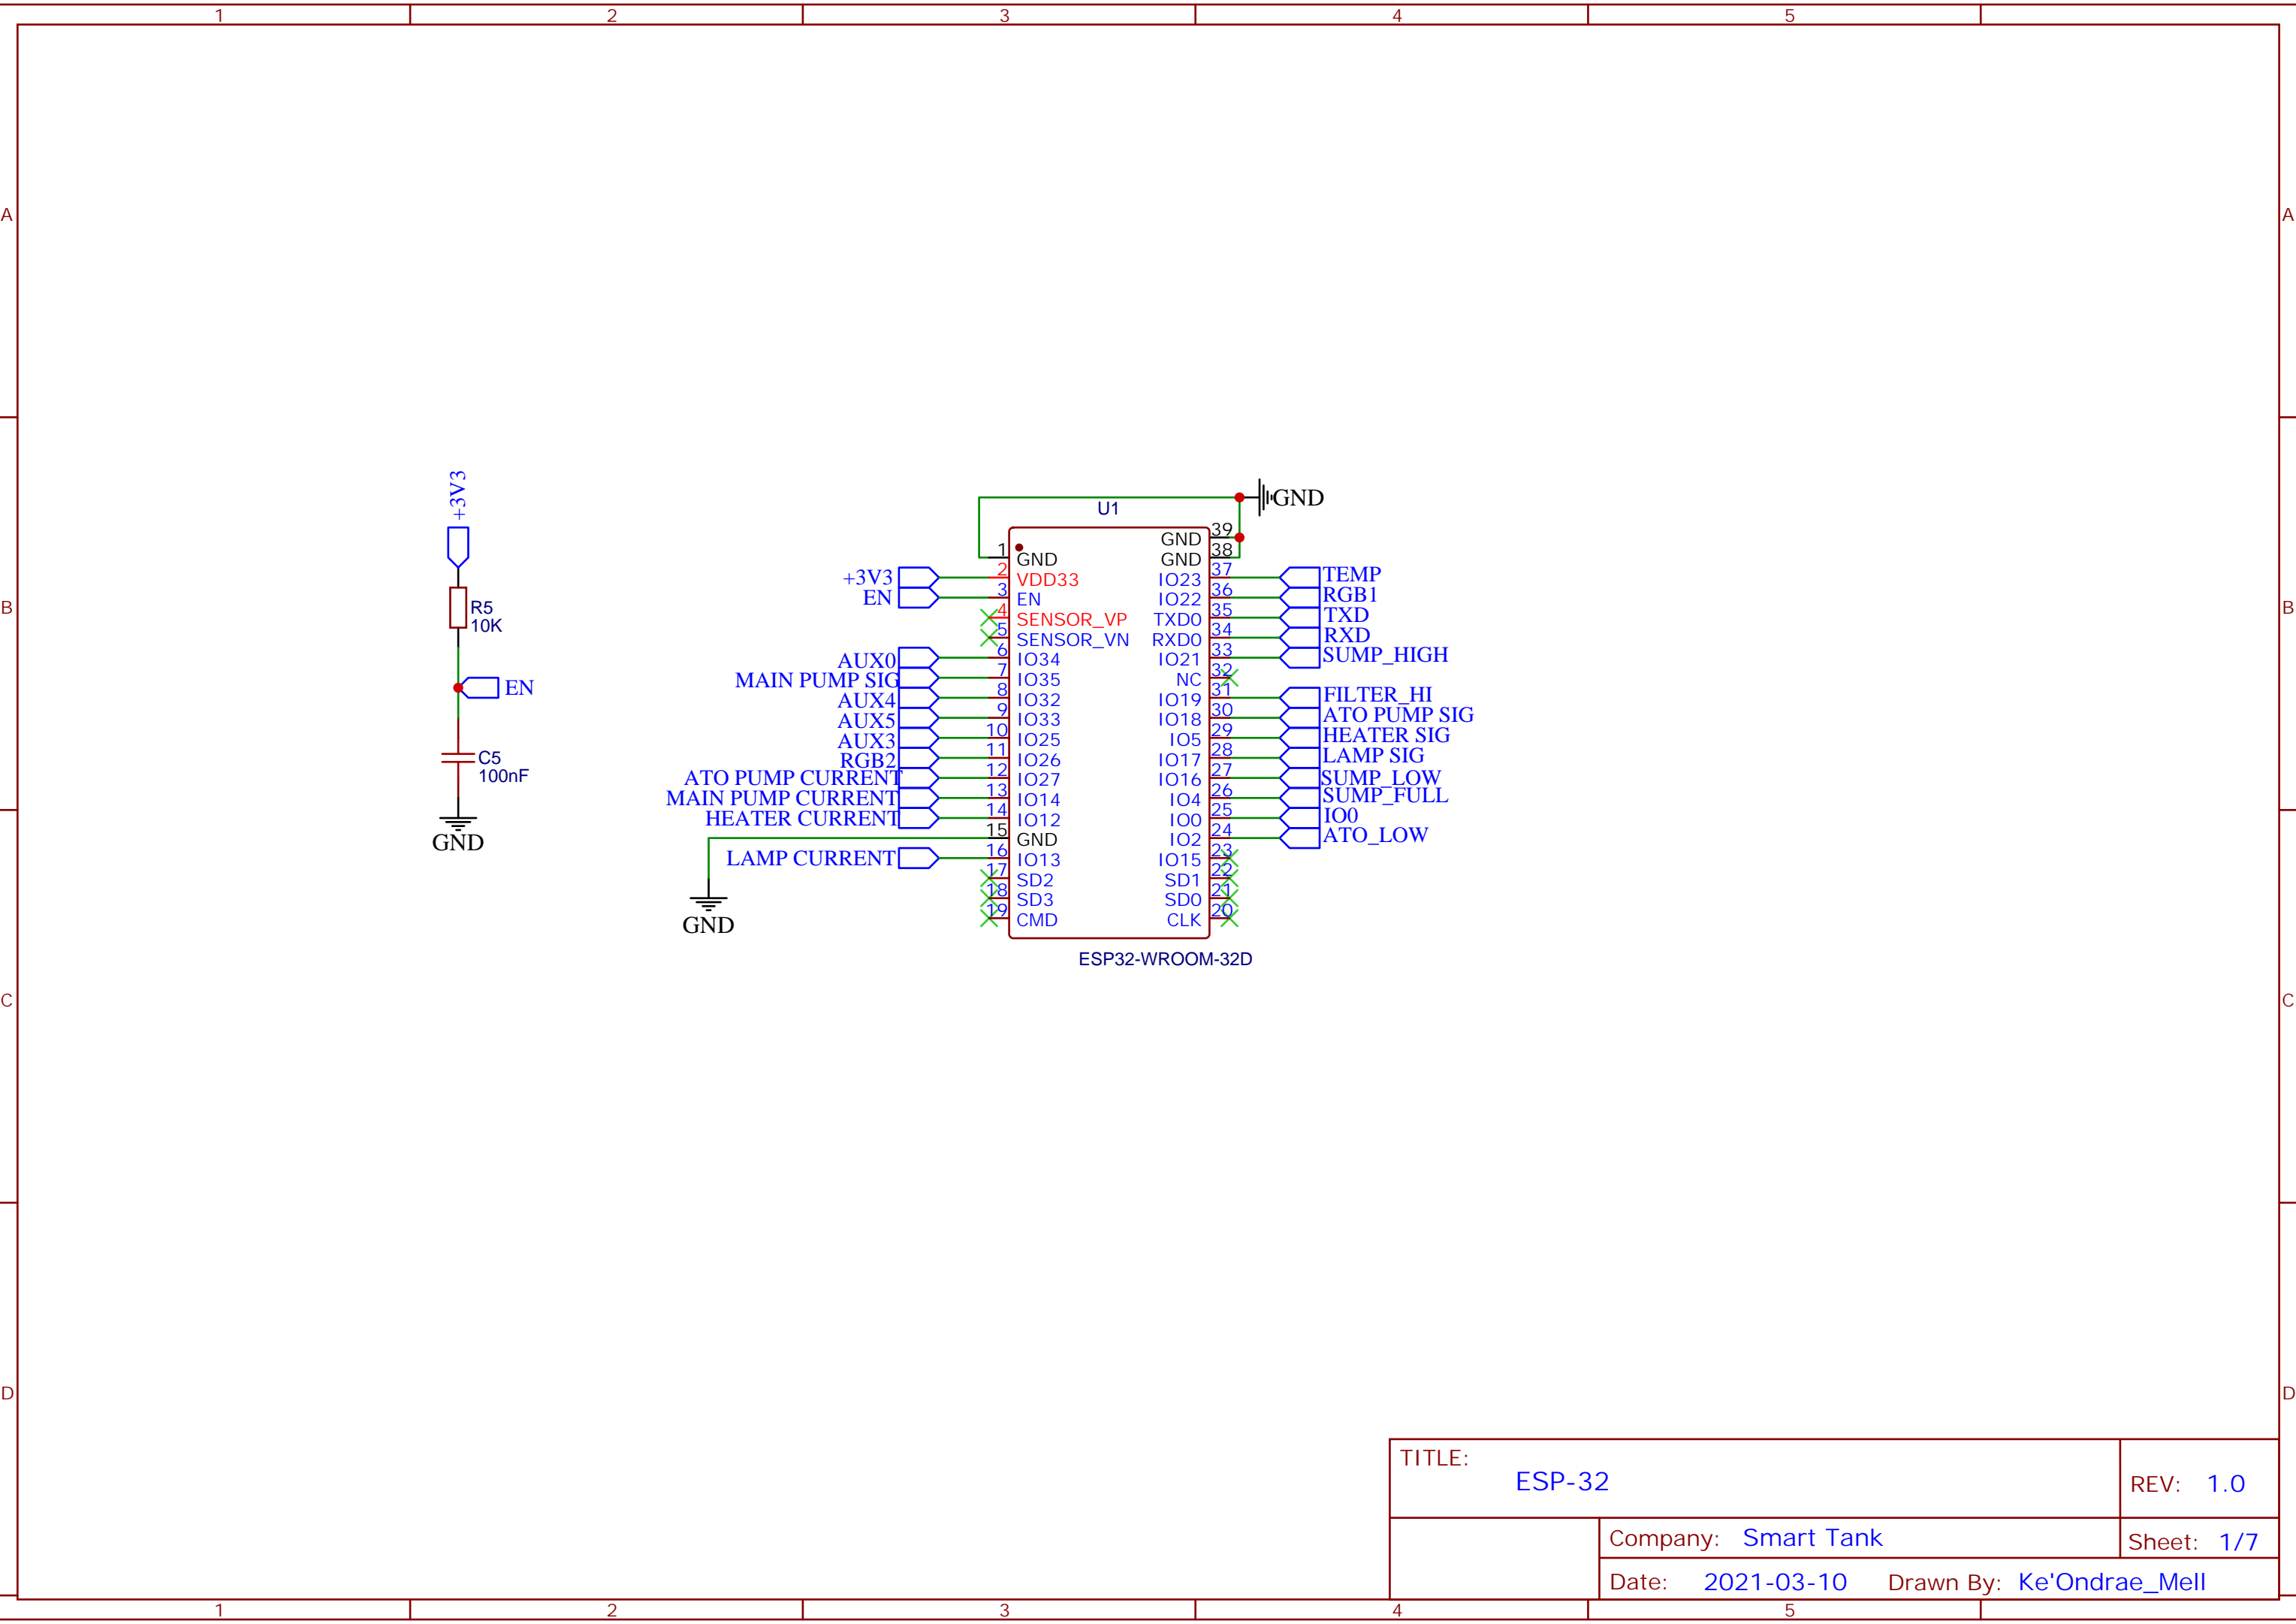 1 2 3 4 5
A A
+3V3
GND
U1
39
GND
1 38
GND GND
+3V3 2 VDD33 IO23 37 TEMP
EN 3 EN IO22 36 RGB1
4 SENSOR_VP TXD0 35 TXD
5 SENSOR_VN RXD0 34 RXD
AUX0 6 IO34 IO21 33 SUMP_HIGH
MAIN PUMP SIG 7 IO35 NC 32
AUX4 8 IO32 IO19 31 FILTER_HI
AUX5 9 IO33 IO18 30 ATO PUMP SIG
AUX3 10 IO25 IO5 29 HEATER SIG
RGB2 11 IO26 IO17 28 LAMP SIG
ATO PUMP CURRENT 12 IO27 IO16 27 SUMP_LOW
MAIN PUMP CURRENT 13 IO14 IO4 26 SUMP_FULL
HEATER CURRENT 14 IO12 IO0 25 IO0
15 GND IO2 24 ATO_LOW
LAMP CURRENT 16 IO13 IO15 23
17 SD2 SD1 22
18 SD3 SD0 21
19 CMD CLK 20
GND
ESP32-WROOM-32D
B B
R5
10K
EN
C5
100nF
GND
C C
D D
TITLE:
ESP-32
REV: 1.0
Company: Smart Tank
Sheet: 1/7
Date: 2021-03-10 Drawn By: Ke'Ondrae_Mell
1 2 3 4 5